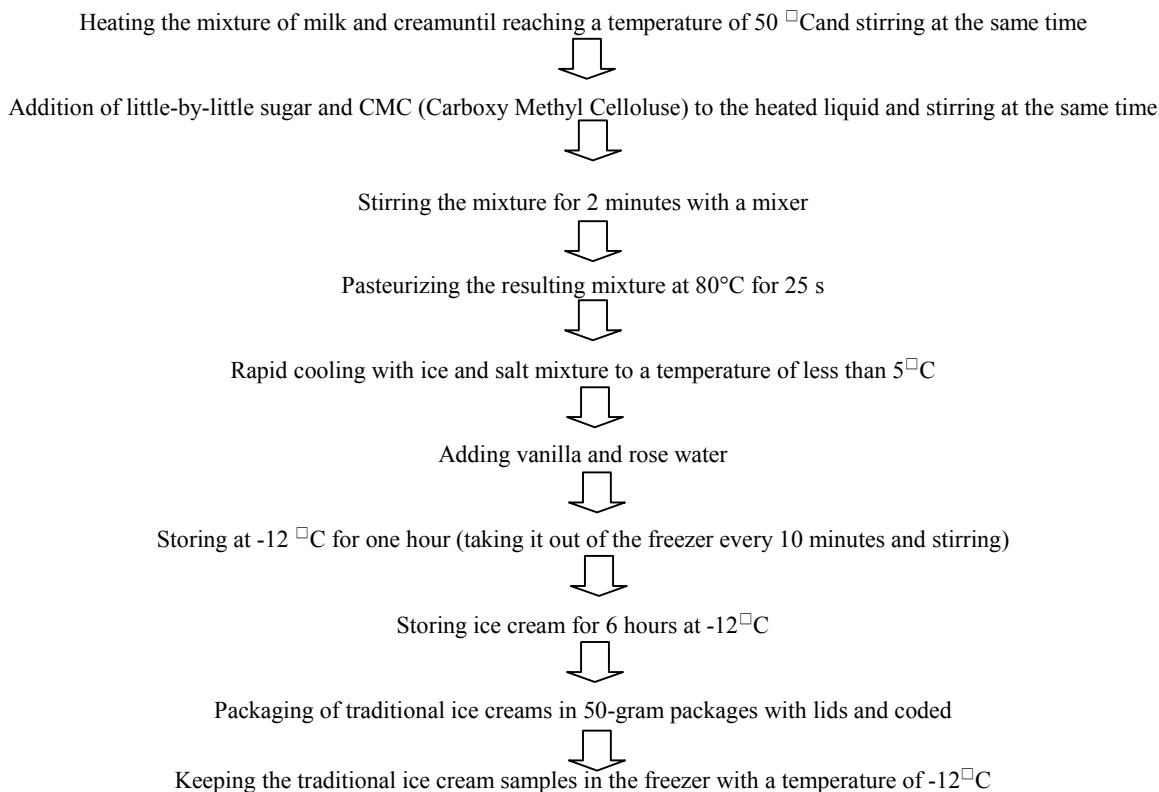 Heating the mixture of milk and creamuntil reaching a temperature of 50 □Cand stirring at the same time
Addition of little-by-little sugar and CMC (Carboxy Methyl Celloluse) to the heated liquid and stirring at the same time
Stirring the mixture for 2 minutes with a mixer
Pasteurizing the resulting mixture at 80°C for 25 s
Rapid cooling with ice and salt mixture to a temperature of less than 5□C
Adding vanilla and rose water
Storing at -12 □C for one hour (taking it out of the freezer every 10 minutes and stirring)
Storing ice cream for 6 hours at -12□C
Packaging of traditional ice creams in 50-gram packages with lids and coded
Keeping the traditional ice cream samples in the freezer with a temperature of -12□C